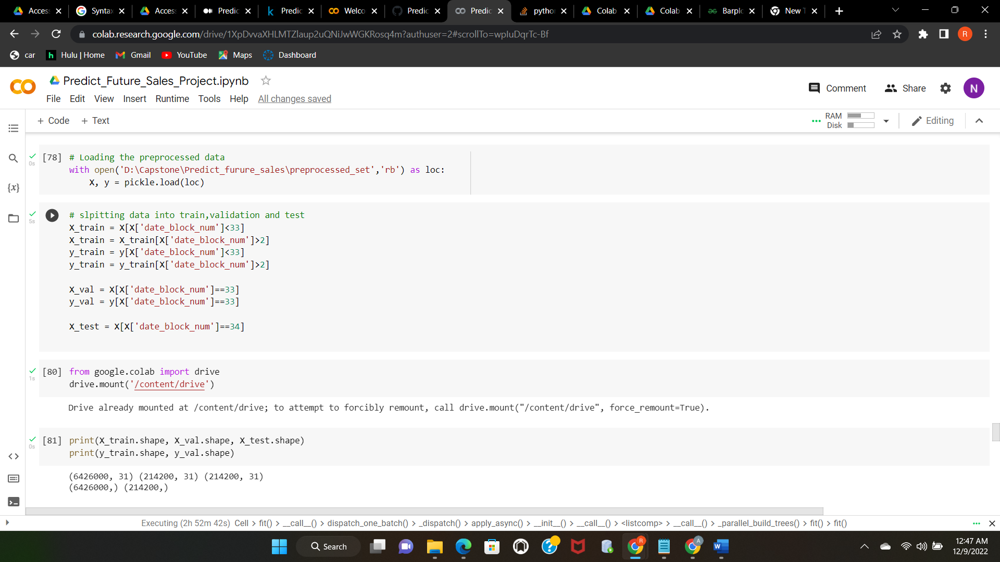 Access Syntax Access Predic Predic Welco Predic Predic pytho Colab Colab Barplo New T
colab.research.google.com/drive/1XpDvvaXHLMTZlaup2uQNiJwWGKRosq4m?authuser=2#scrollTo=wpIuDqrTc-Bf
R
car Hulu | Home Gmail YouTube Maps Dashboard
Predict_Future_Sales_Project.ipynb
Comment Share N
File Edit View Insert Runtime Tools Help All changes saved
+ Code + Text
RAM
Disk
Editing
[78] # Loading the preprocessed data
0s
with open('D:\Capstone\Predict_furure_sales\preprocessed_set','rb') as loc:
X, y = pickle.load(loc)
{x}
# slpitting data into train,validation and test
5s
X_train = X[X['date_block_num']<33]
X_train = X_train[X['date_block_num']>2]
y_train = y[X['date_block_num']<33]
y_train = y_train[X['date_block_num']>2]
X_val = X[X['date_block_num']==33]
y_val = y[X['date_block_num']==33]
X_test = X[X['date_block_num']==34]
[80] from google.colab import drive
1s
drive.mount('/content/drive')
Drive already mounted at /content/drive; to attempt to forcibly remount, call drive.mount("/content/drive", force_remount=True).
[81] print(X_train.shape, X_val.shape, X_test.shape)
0s
print(y_train.shape, y_val.shape)
(6426000, 31) (214200, 31) (214200, 31)
(6426000,) (214200,)
Executing (2h 52m 42s) Cell > fit() > __call__() > dispatch_one_batch() > _dispatch() > apply_async() > __init__() > __call__() > <listcomp> > __call__() > _parallel_build_trees() > fit() > fit()
Search
12:47 AM
12/9/2022